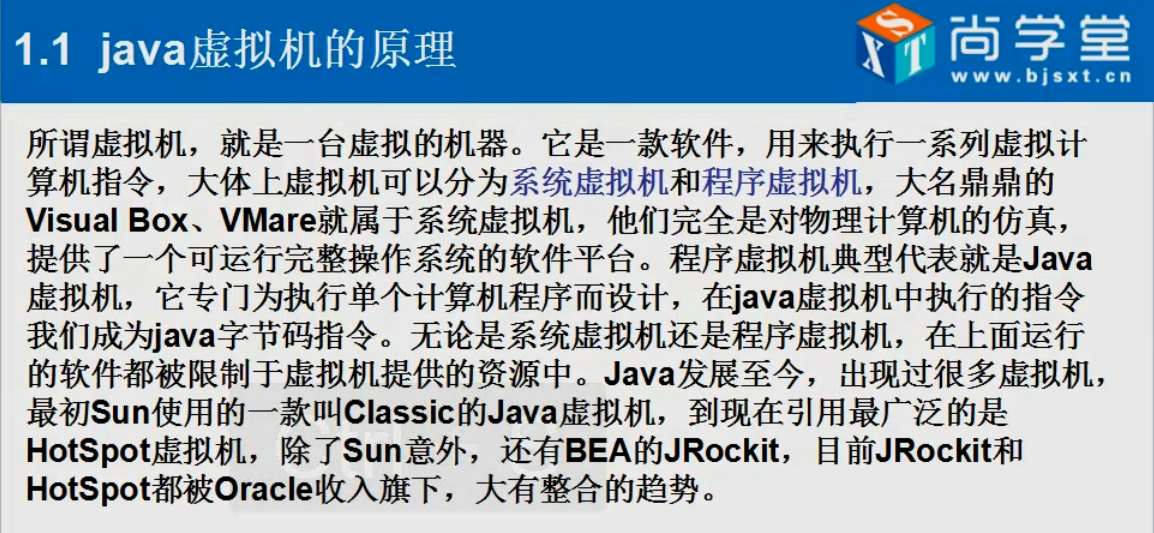 1.1 java虚拟机的原理
SXT
尚学堂
www.bjsxt.cn
所谓虚拟机，就是一台虚拟的机器。它是一款软件，用来执行一系列虚拟计
算机指令，大体上虚拟机可以分为系统虚拟机和程序虚拟机，大名鼎鼎的
Visual Box、VMare就属于系统虚拟机，他们完全是对物理计算机的仿真，
提供了一个可运行完整操作系统的软件平台。程序虚拟机典型代表就是Java
虚拟机，它专门为执行单个计算机程序而设计，在java虚拟机中执行的指令
我们成为java字节码指令。无论是系统虚拟机还是程序虚拟机，在上面运行
的软件都被限制于虚拟机提供的资源中。Java发展至今，出现过很多虚拟机，
最初Sun使用的一款叫Classic的Java虚拟机，到现在引用最广泛的是
HotSpot虚拟机，除了Sun意外，还有BEA的JRockit，目前JRockit和
HotSpot都被Oracle收入旗下，大有整合的趋势。